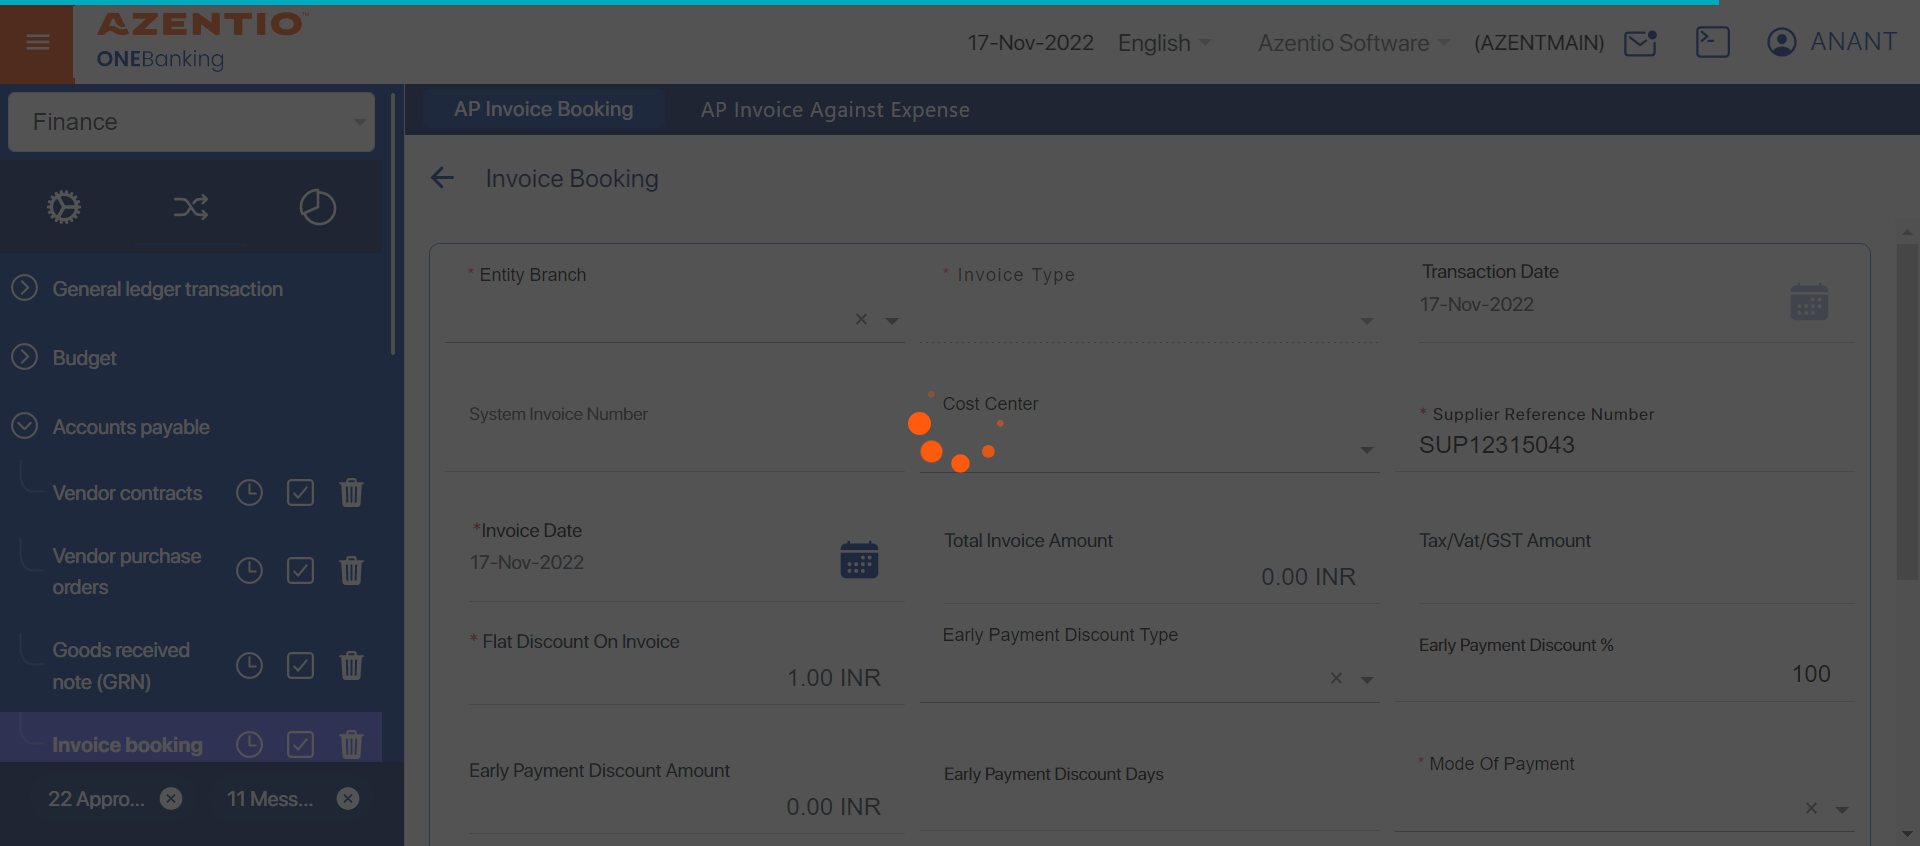 AZENTIO™
ONEBanking
17-Nov-2022
English
Azentio Software
(AZENTMAIN)
ANANT
Finance
General ledger transaction
Budget
Accounts payable
Vendor contracts
Vendor purchase
orders
Goods received
note (GRN)
Invoice booking
22 Appro...
11 Mess...
AP Invoice Booking
AP Invoice Against Expense
Invoice Booking
* Entity Branch
* Invoice Type
Transaction Date
17-Nov-2022
System Invoice Number
Cost Center
* Supplier Reference Number
SUP12315043
*Invoice Date
17-Nov-2022
Total Invoice Amount
0.00 INR
Tax/Vat/GST Amount
* Flat Discount On Invoice
1.00 INR
Early Payment Discount Type
Early Payment Discount %
100
Early Payment Discount Amount
0.00 INR
Early Payment Discount Days
* Mode Of Payment